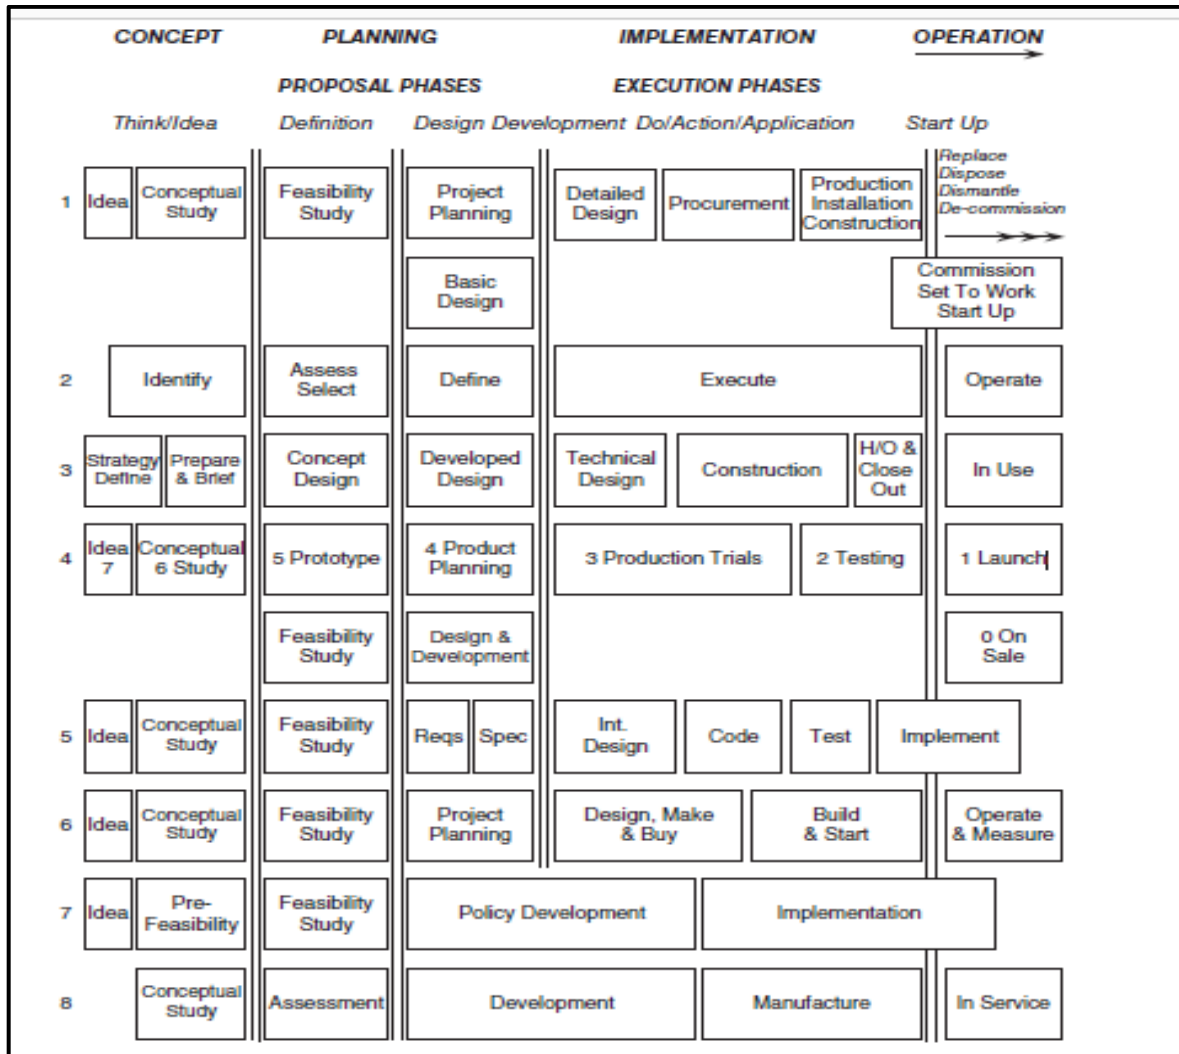 CONCEPT PLANNING IMPLEMENTATION OPERATION
PROPOSAL PHASES EXECUTION PHASES
Think/Idea Definition Design Development Do/Action/Application Start Up
1
Idea
Conceptual
Study
Feasibility
Study
Project
Planning
Detailed
Design
Procurement
Production
Installation
Construction
Replace
Dispose
Dismantle
De-commission
Basic
Design
Commission
Set To Work
Start Up
2
Identify
Assess
Select
Define
Execute
Operate
3
Strategy
Define
Prepare
& Brief
Concept
Design
Developed
Design
Technical
Design
Construction
H/O &
Close
Out
In Use
4
Idea
7
Conceptual
6 Study
5 Prototype
4 Product
Planning
3 Production Trials
2 Testing
1 Launch
Feasibility
Study
Design &
Development
0 On
Sale
5
Idea
Conceptual
Study
Feasibility
Study
Reqs
Spec
Int.
Design
Code
Test
Implement
6
Idea
Conceptual
Study
Feasibility
Study
Project
Planning
Design, Make
& Buy
Build
& Start
Operate
& Measure
7
Idea
Pre-
Feasibility
Feasibility
Study
Policy Development
Implementation
8
Conceptual
Study
Assessment
Development
Manufacture
In Service